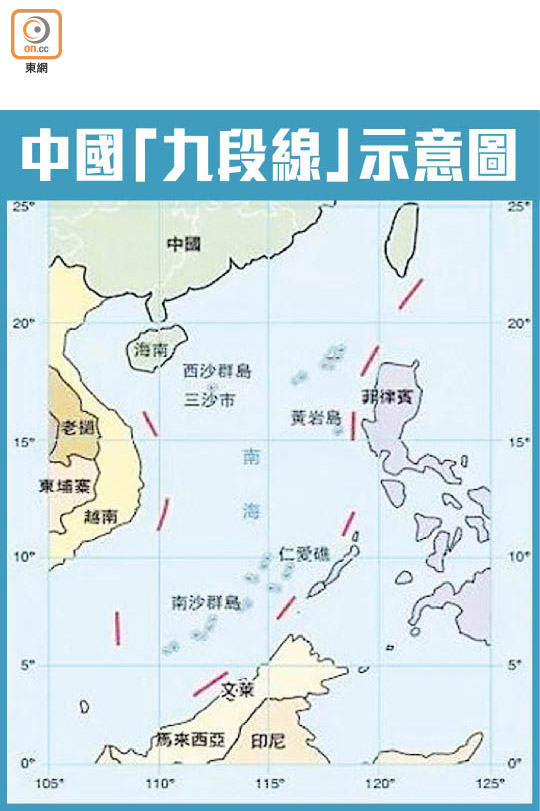 on.cc
東網
中國「九段線」示意圖
25° 25°
中國
20° 20°
海南
西沙群島
三沙市
菲律賓
黃岩島
老撾
15° 15°
南
海
東埔寨
越南
仁愛礁
10° 10°
南沙群島
5° 5°
文萊
馬來西亞
印尼
0° 0°
105° 110° 115° 120° 125°